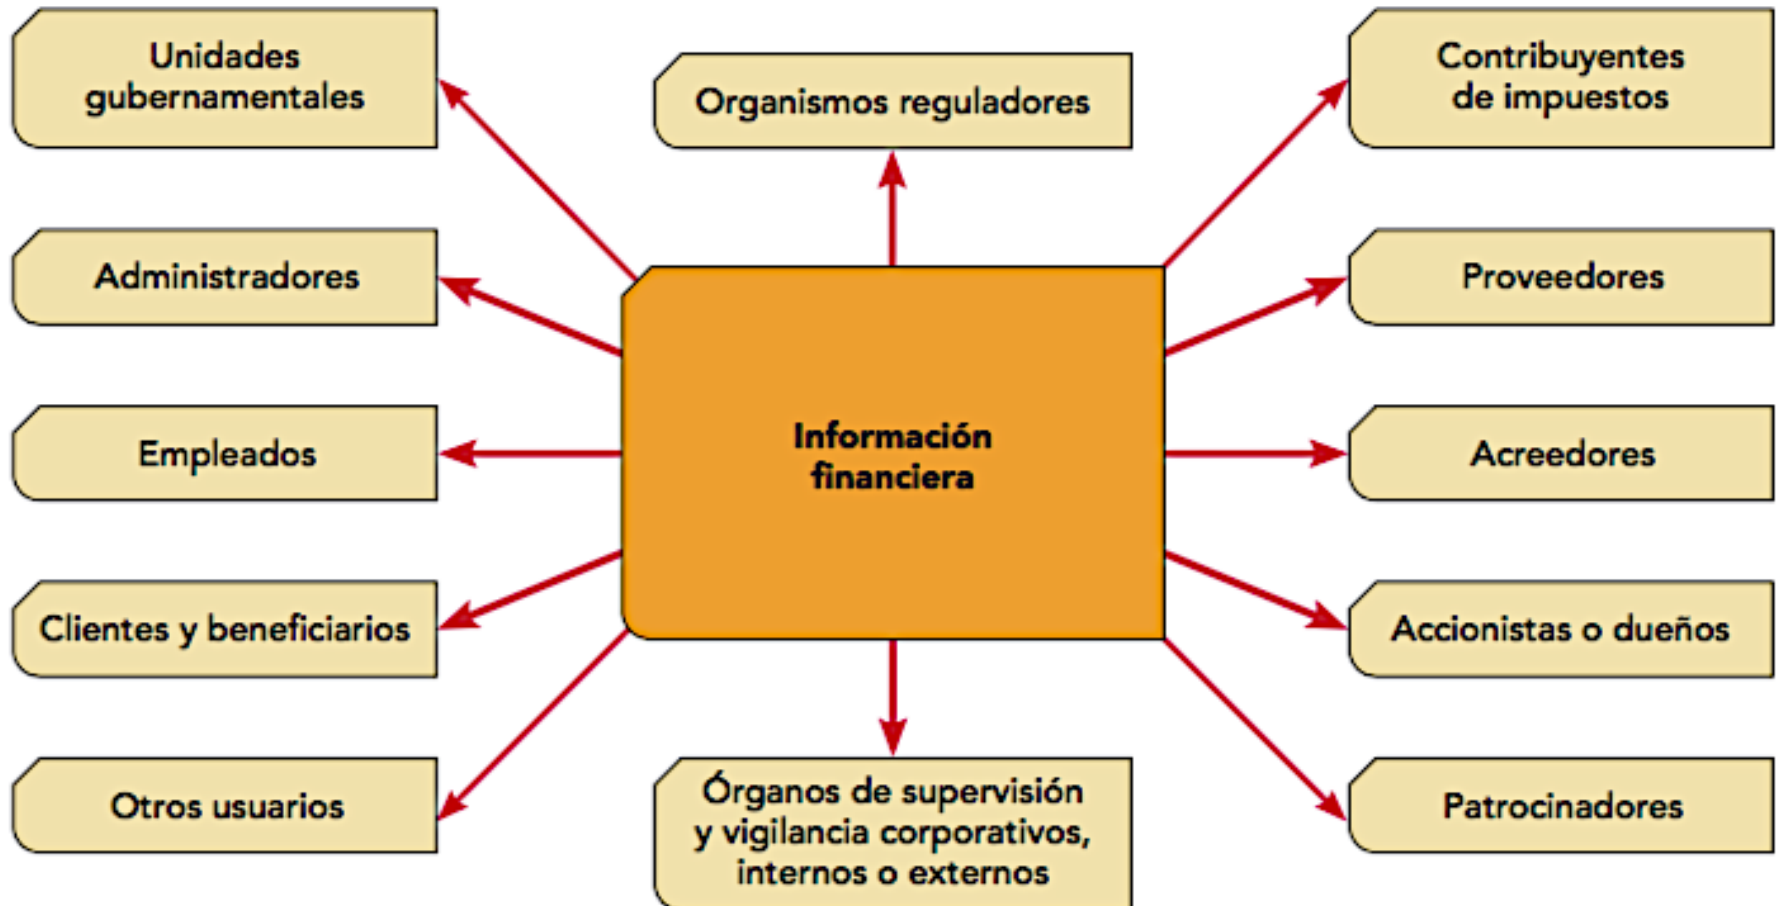 Unidades
gubernamentales
Organismos reguladores
Contribuyentes
de impuestos
Administradores
Proveedores
Empleados
Información
financiera
Acreedores
Clientes y beneficiarios
Accionistas o dueños
Otros usuarios
Órganos de supervisión
y vigilancia corporativos,
internos o externos
Patrocinadores